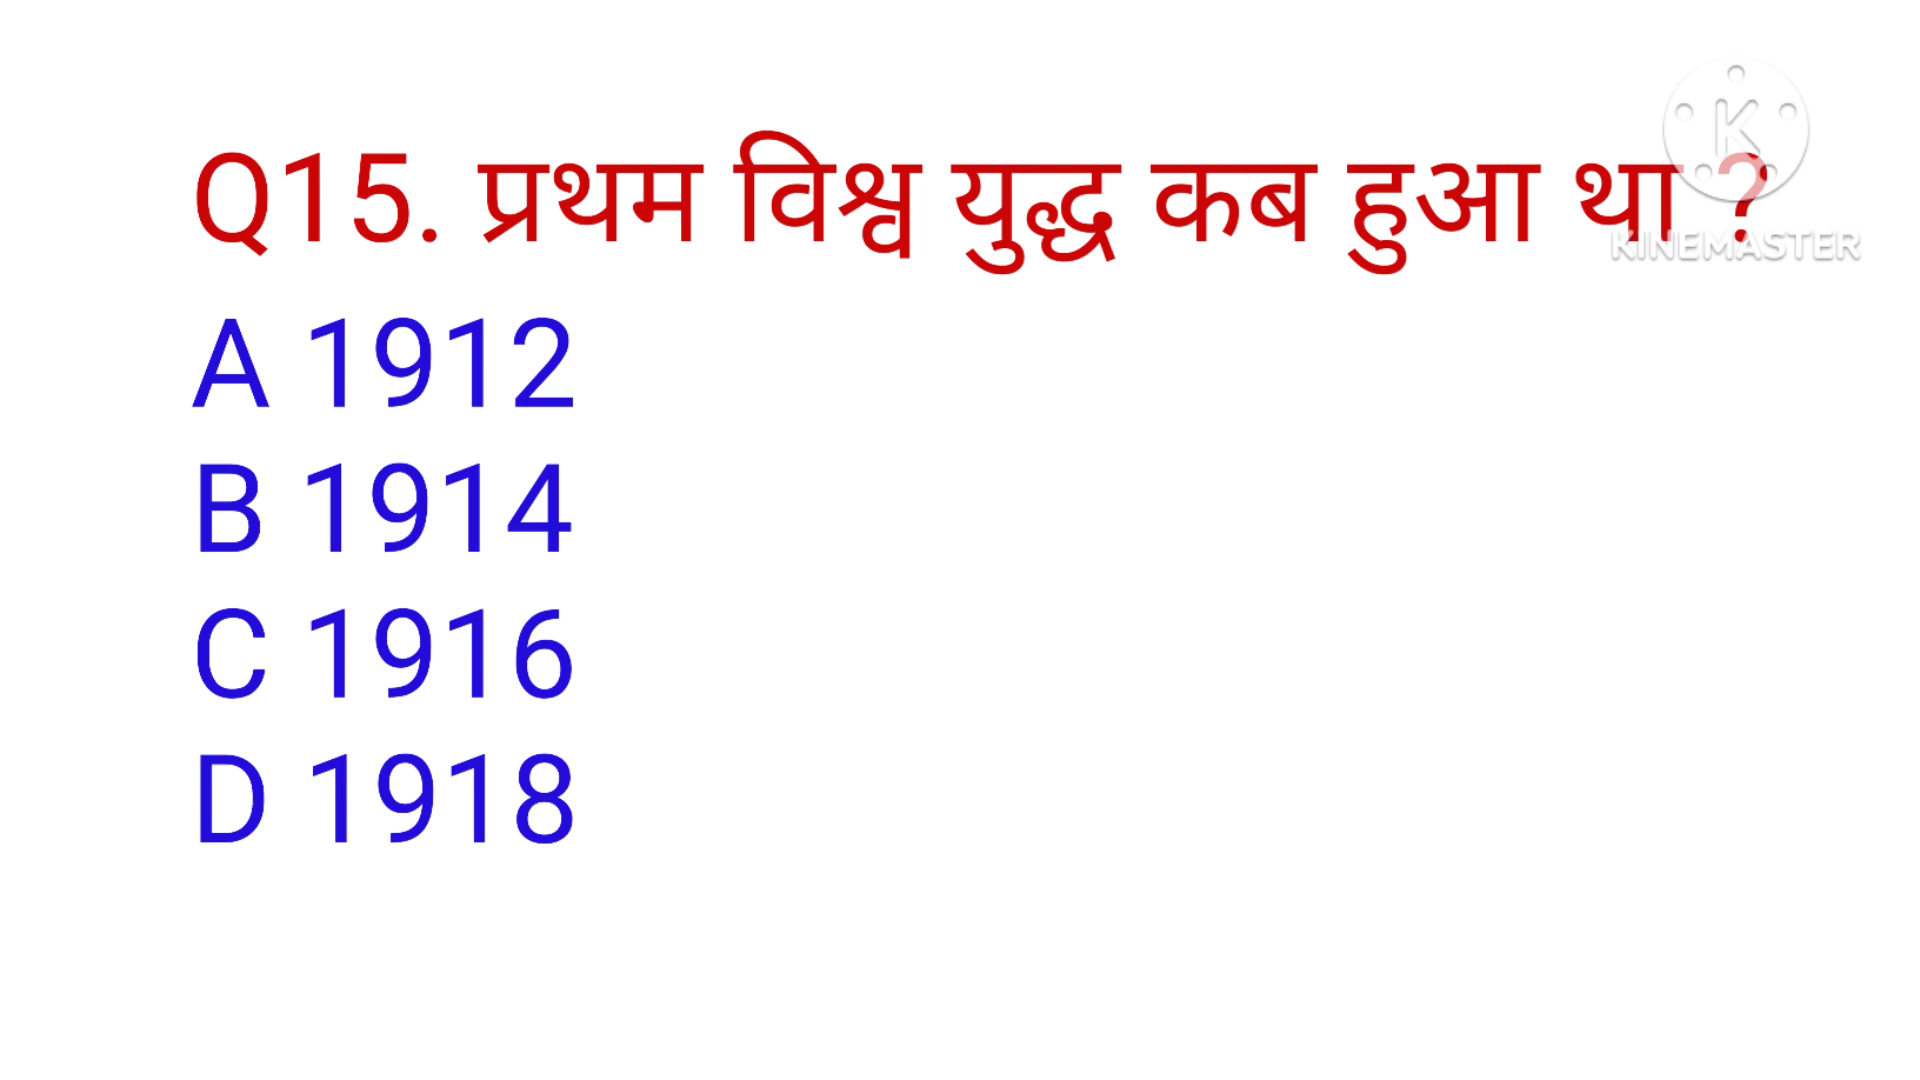 Q15. प्रथम विश्व युद्ध कब हुआ था ?
KINEMASTER
A 1912
B 1914
C 1916
D 1918